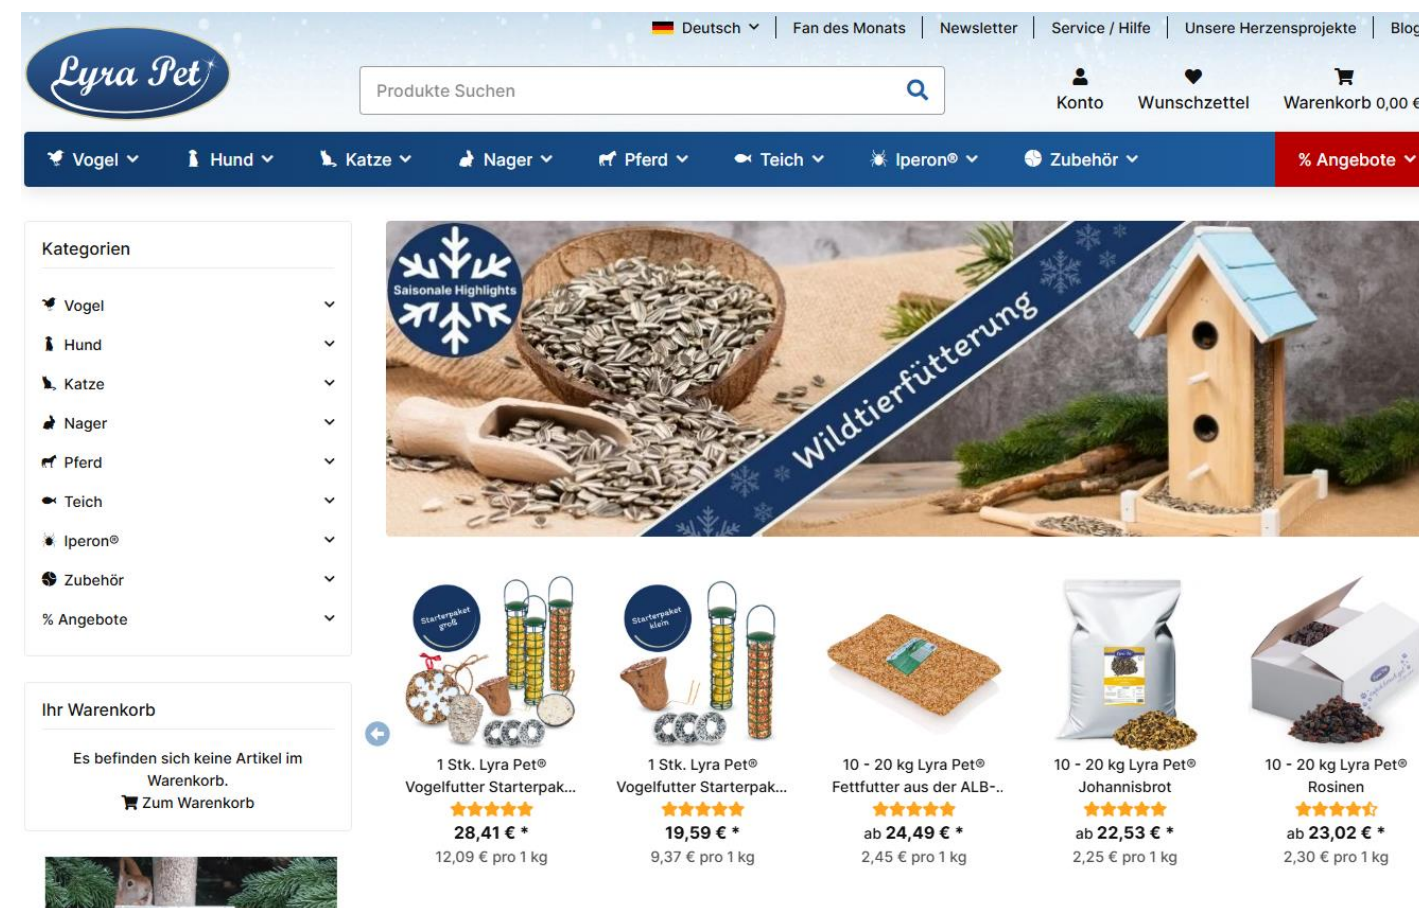 Deutsch
Fan des Monats
Newsletter
Service / Hilfe
Unsere Herzensprojekte
Blog
Lyra Pet
Produkte Suchen
Konto
Wunschzettel
Warenkorb 0,00 €
Vogel
Hund
Katze
Nager
Pferd
Teich
Iperon®
Zubehör
% Angebote
Kategorien
Vogel
Hund
Katze
Nager
Pferd
Teich
Iperon®
Zubehör
% Angebote
Ihr Warenkorb
Es befinden sich keine Artikel im
Warenkorb.
Zum Warenkorb
Saisonale Highlights
Wildtierfütterung
Starterpaket
groß
1 Stk. Lyra Pet®
Vogelfutter Starterpak...
28,41 € *
12,09 € pro 1 kg
Starterpaket
klein
1 Stk. Lyra Pet®
Vogelfutter Starterpak...
19,59 € *
9,37 € pro 1 kg
10 - 20 kg Lyra Pet®
Fettfutter aus der ALB-..
ab 24,49 € *
2,45 € pro 1 kg
10 - 20 kg Lyra Pet®
Johannisbrot
ab 22,53 € *
2,25 € pro 1 kg
10 - 20 kg Lyra Pet®
Rosinen
ab 23,02 € *
2,30 € pro 1 kg